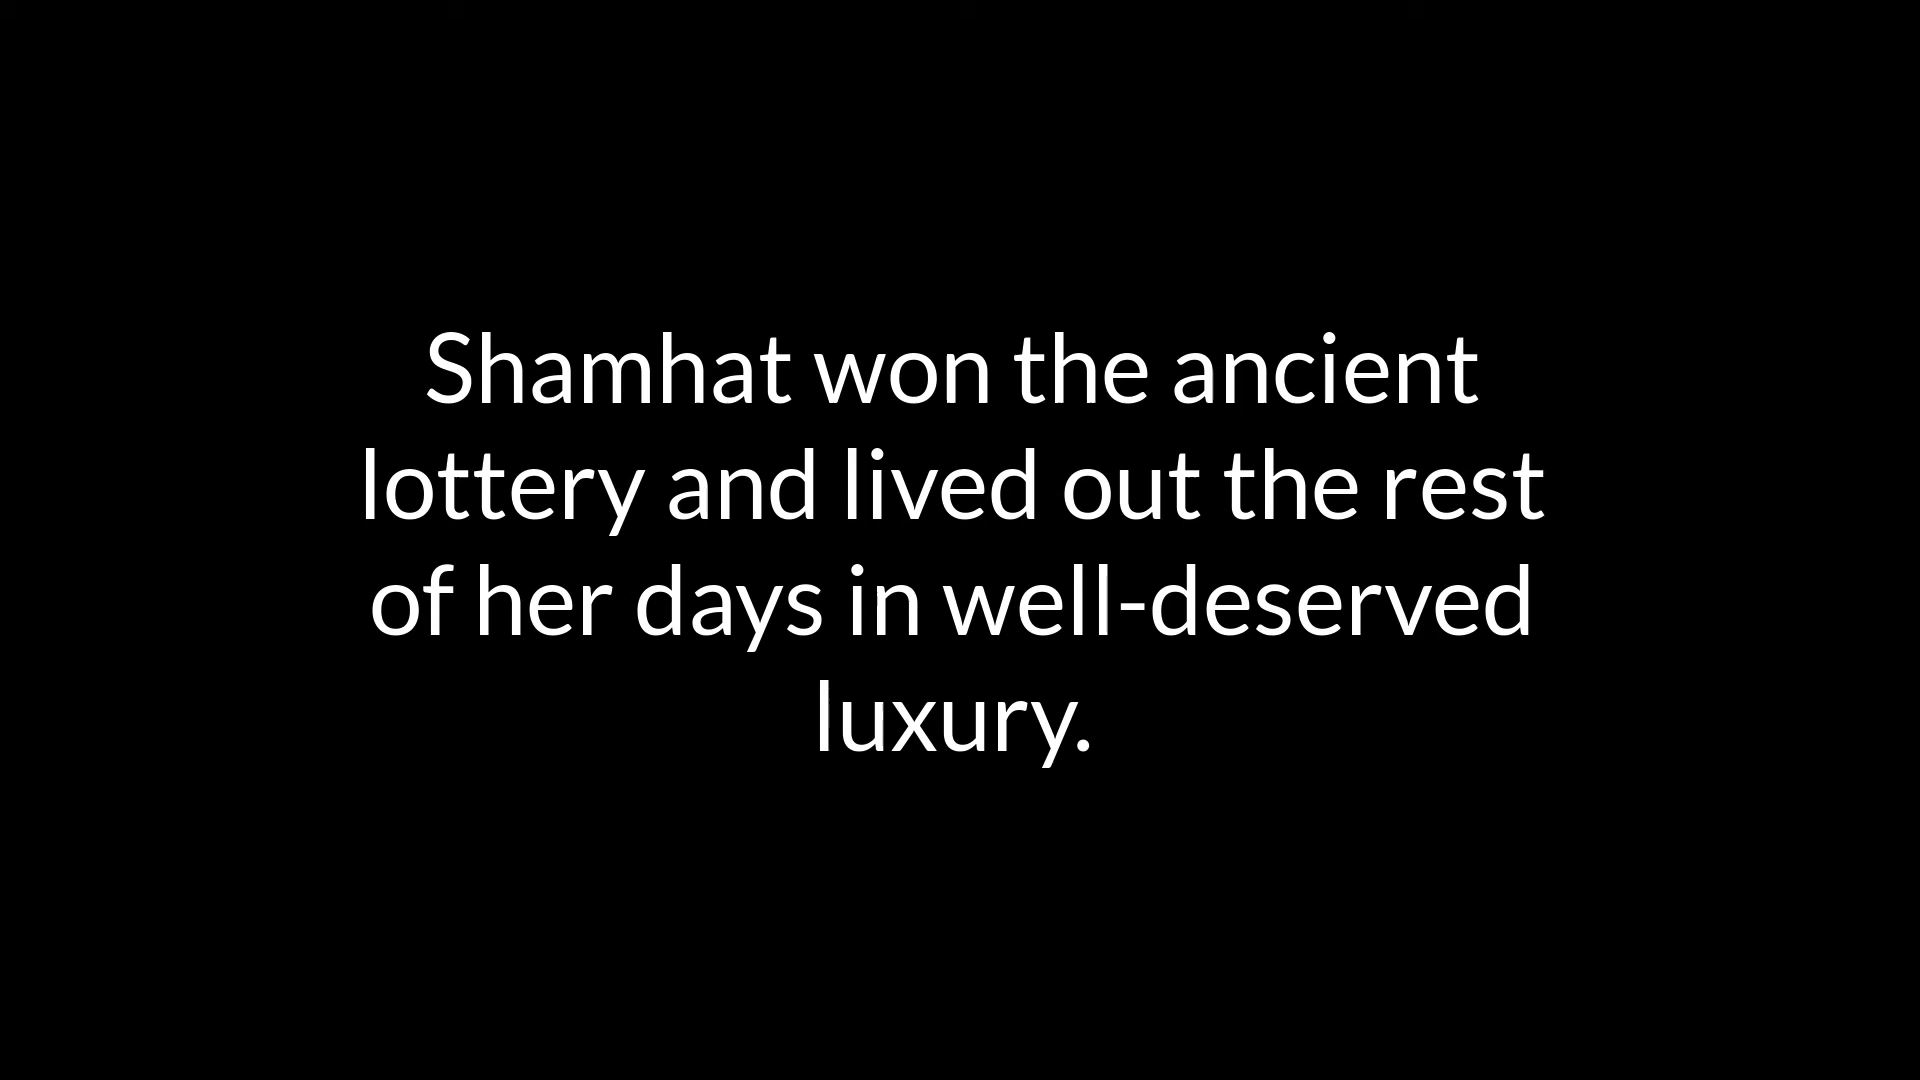 Shamhat won the ancient
lottery and lived out the rest
of her days in well-deserved
luxury.